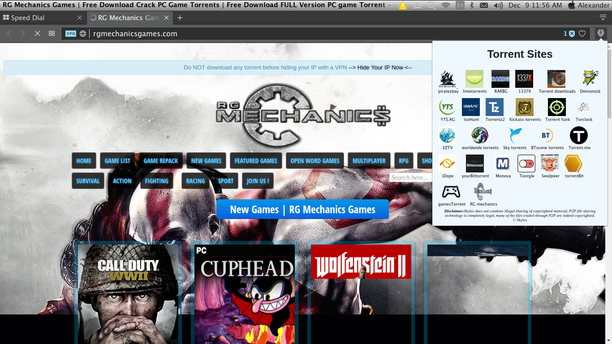 RG Mechanics Games | Free Download Crack PC Game Torrents | Free Download FULL Version PC game Torrent -
Dec 9 11:56 AM Alexander
Speed Dial
RG Mechanics Games | F
VPN rgmechanicsgames.com
1
Do NOT download any torrent before hiding your IP with a VPN --> Hide Your IP Now <--
RG
MECHANICS
HOME GAME LIST GAME REPACK NEW GAMES FEATURED GAMES OPEN WORD GAMES MULTIPLAYER RPG SHO
SURVIVAL ACTION FIGHTING RACING SPORT JOIN US !
Search here...
New Games | RG Mechanics Games
CALL DUTY
WWII
PC
CUPHEAD
Wolfenstein II
Torrent Sites
piratesbay limetorrents RARBG 1337X Torrent downloads Demonoid
YTS.AG IsoHunt Torrentz2 Kickass torrents Torrent funk Torclock
EZTV worldwide torrents Sky torrents BTscene torrents Torrent.me
iDope yourBittorrent Monova Toorgle Seedpeer torrentBit
gamesTorrent RG mechanics
Disclaimer:Skyliex does not condone illegal sharing of copyrighted material, P2P file sharing
technology is completely legal, many of the files traded through P2P are indeed copyrighted.